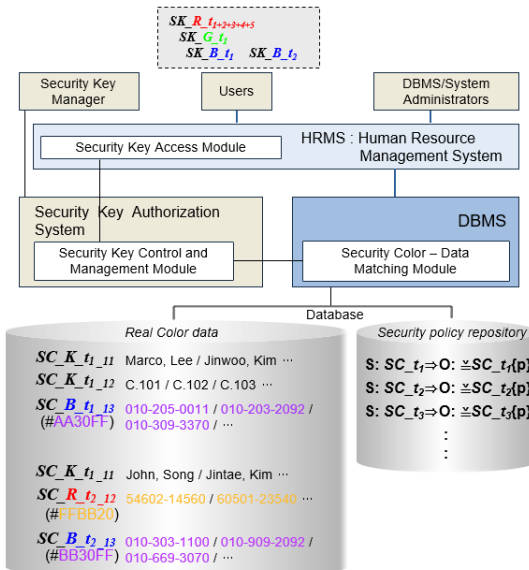 SK_R_t1+2+3+4+5
SK_G_t1
SK_B_t1 SK_B_t2
Security Key
Manager
Users
DBMS/System
Administrators
HRMS : Human Resource
Management System
Security Key Access Module
Security Key Authorization
System
Security Key Control and
Management Module
DBMS
Security Color – Data
Matching Module
Database
Real Color data
SC_K_t1_11 Marco, Lee / Jinwoo, Kim ···
SC_K_t1_12 C.101 / C.102 / C.103 ···
SC_B_t1_13 010-205-0011 / 010-203-2092 /
(#AA30FF) 010-309-3370 / ···
SC_K_t1_11 John, Song / Jintae, Kim ···
SC_R_t2_12 54602-14560 / 60501-23540 ···
(#FFBB20)
SC_B_t2_13 010-303-1100 / 010-909-2092 /
(#BB30FF) 010-669-3070 / ···
Security policy repository
S: SC_t1⇒O: ≚SC_t1{p}
S: SC_t2⇒O: ≚SC_t2{p}
S: SC_t3⇒O: ≚SC_t3{p}
:
: